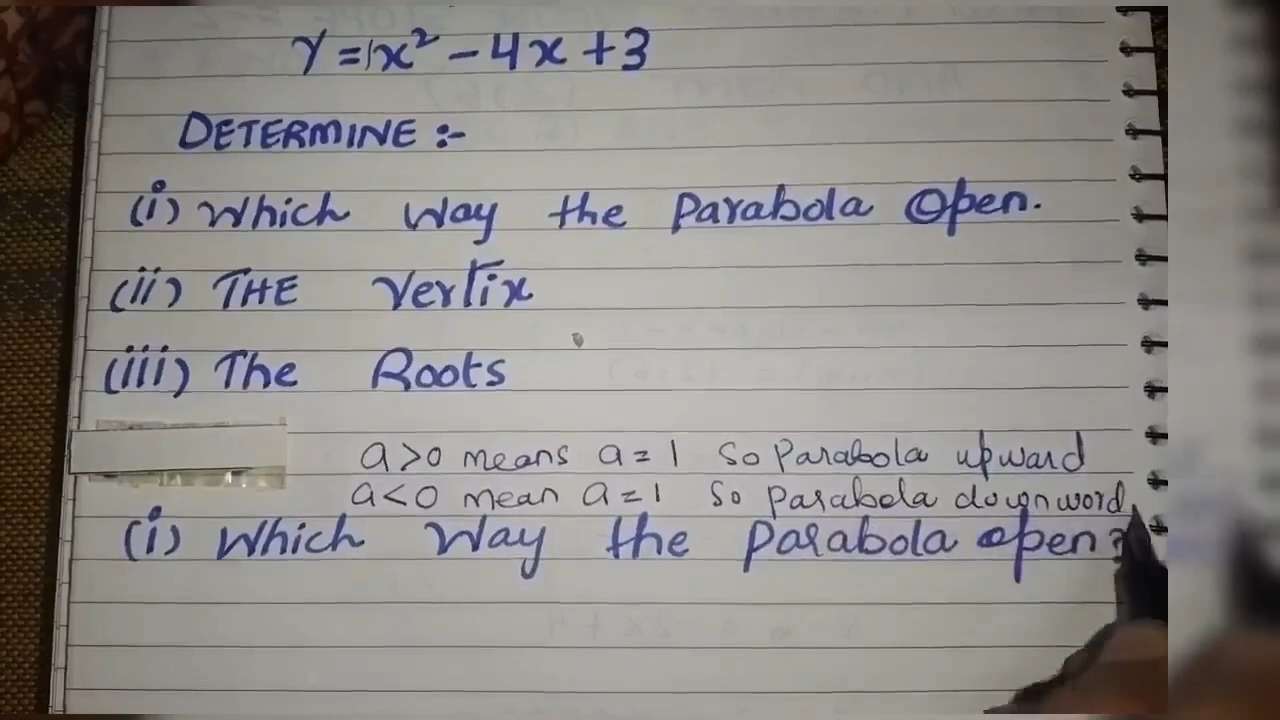 Y = 1x² - 4x + 3
DETERMINE :-
(i) Which Way the Parabola Open.
(ii) THE Vertix
(iii) The Roots
a > 0 means a = 1 So Parabola upward
a < 0 mean a = 1 So Parabola downword
(i) Which Way the Parabola open ?